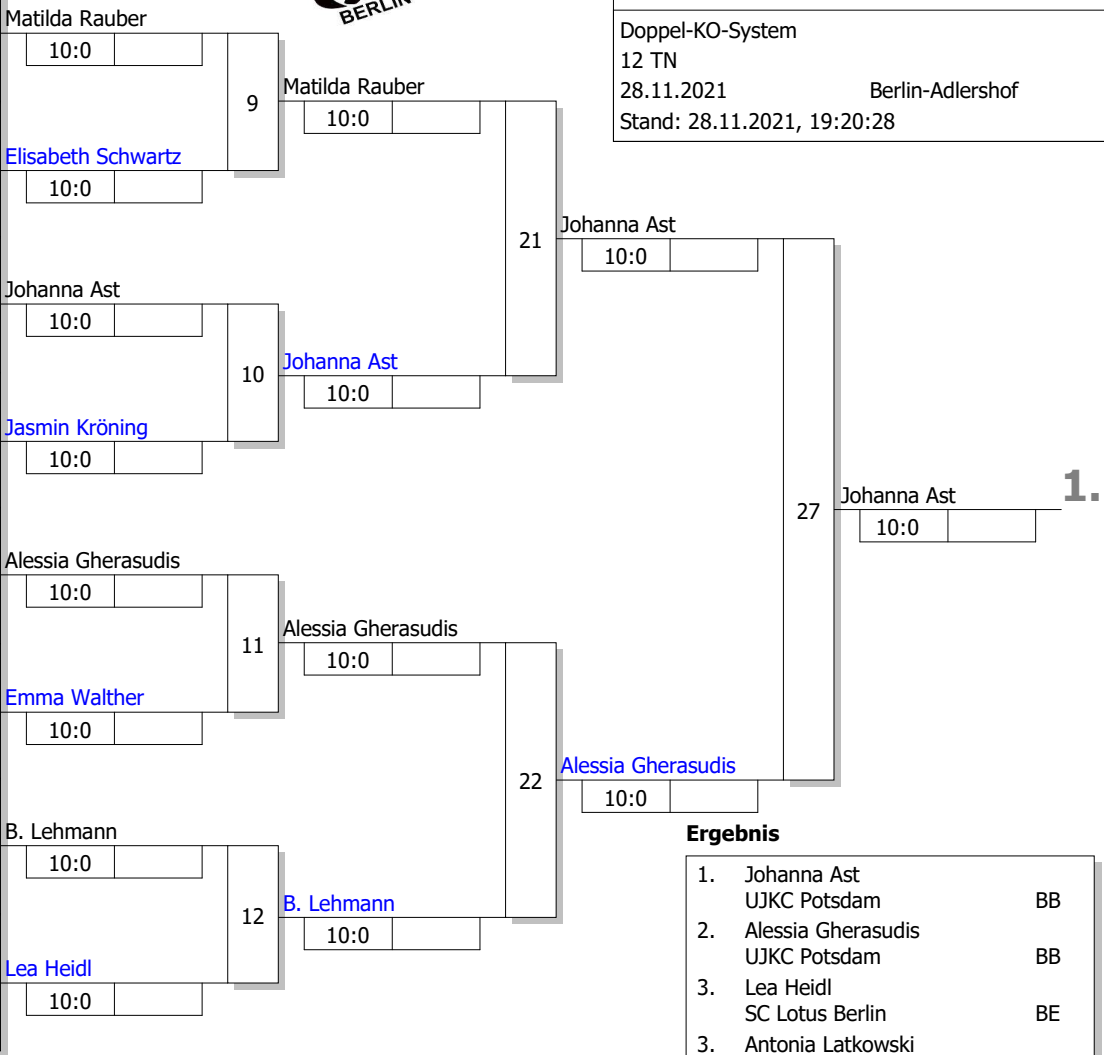 BERLIN
Doppel-KO-System
12 TN
28.11.2021 Berlin-Adlershof
Stand: 28.11.2021, 19:20:28
Matilda Rauber
10:0
9
Elisabeth Schwartz
10:0
Matilda Rauber
10:0
21
Johanna Ast
10:0
Johanna Ast
10:0
10
Johanna Ast
10:0
Jasmin Kröning
10:0
27
Johanna Ast
10:0
1.
Alessia Gherasudis
10:0
11
Alessia Gherasudis
10:0
Emma Walther
10:0
22
Alessia Gherasudis
10:0
B. Lehmann
10:0
12
B. Lehmann
10:0
Lea Heidl
10:0
Ergebnis
1. Johanna Ast
UJKC Potsdam BB
2. Alessia Gherasudis
UJKC Potsdam BB
3. Lea Heidl
SC Lotus Berlin BE
3. Antonia Latkowski